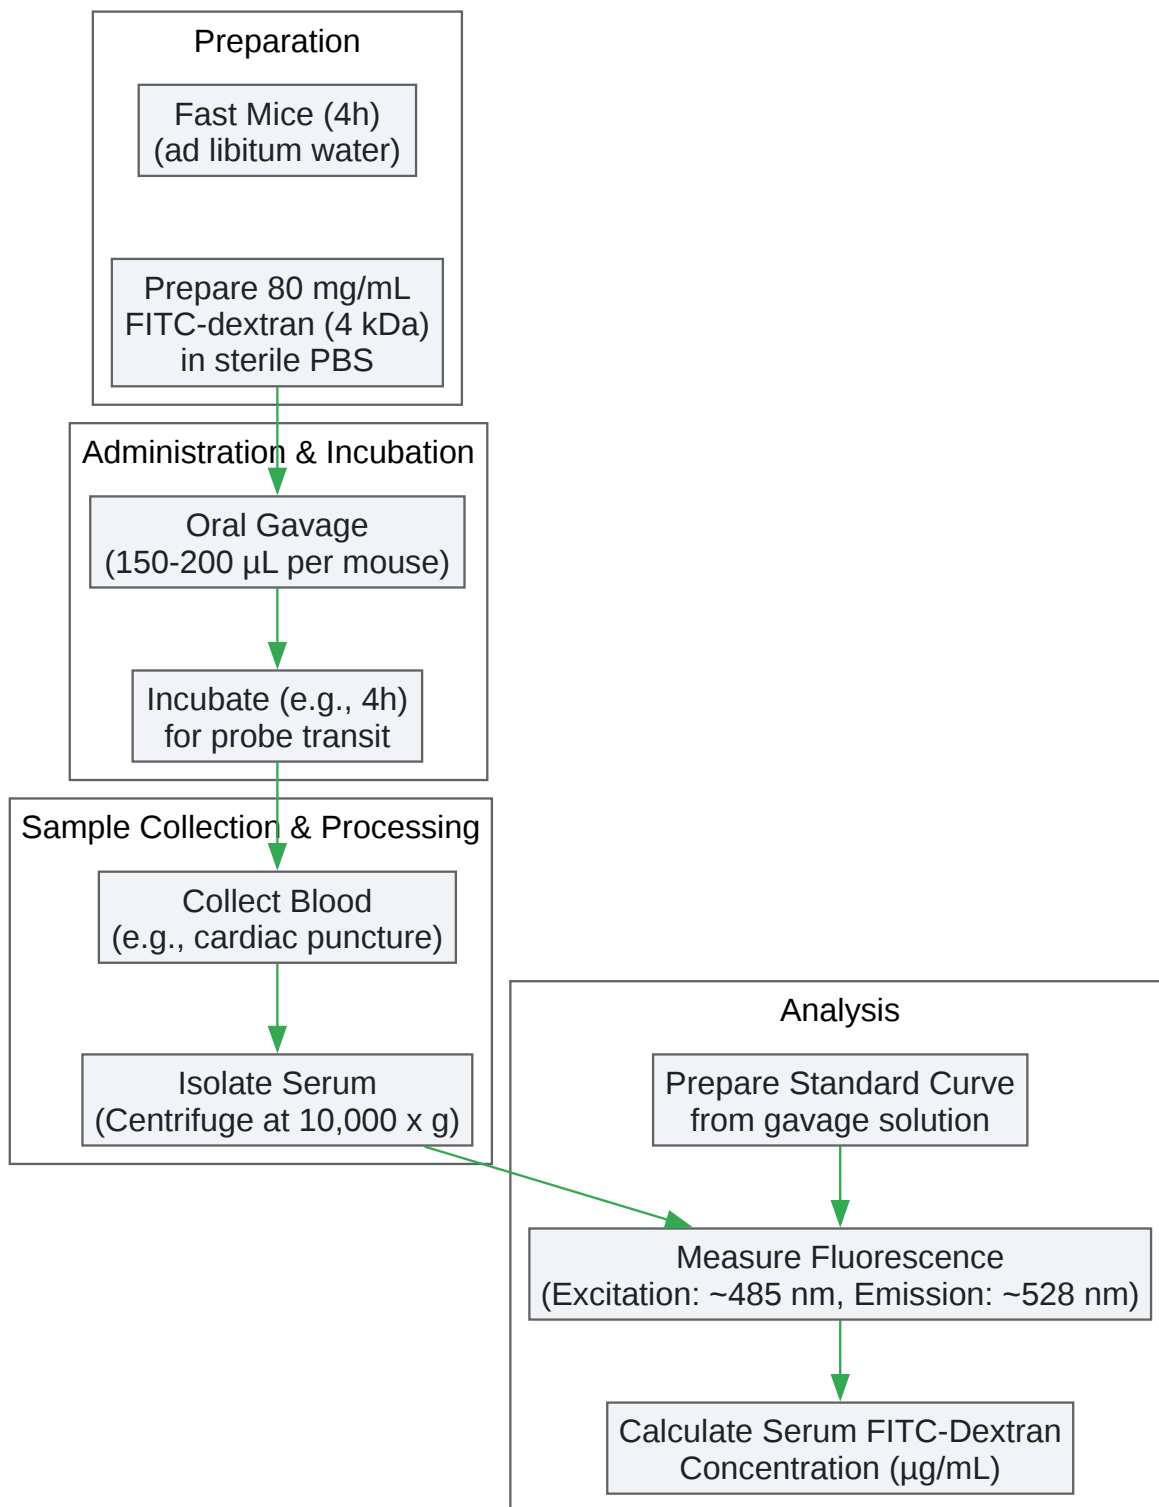 Preparation
Fast Mice (4h)
(ad libitum water)
Prepare 80 mg/mL
FITC-dextran (4 kDa)
in sterile PBS
Administration & Incubation
Oral Gavage
(150-200 µL per mouse)
Incubate (e.g., 4h)
for probe transit
Sample Collection & Processing
Collect Blood
(e.g., cardiac puncture)
Isolate Serum
(Centrifuge at 10,000 x g)
Analysis
Prepare Standard Curve
from gavage solution
Measure Fluorescence
(Excitation: ~485 nm, Emission: ~528 nm)
Calculate Serum FITC-Dextran
Concentration (µg/mL)